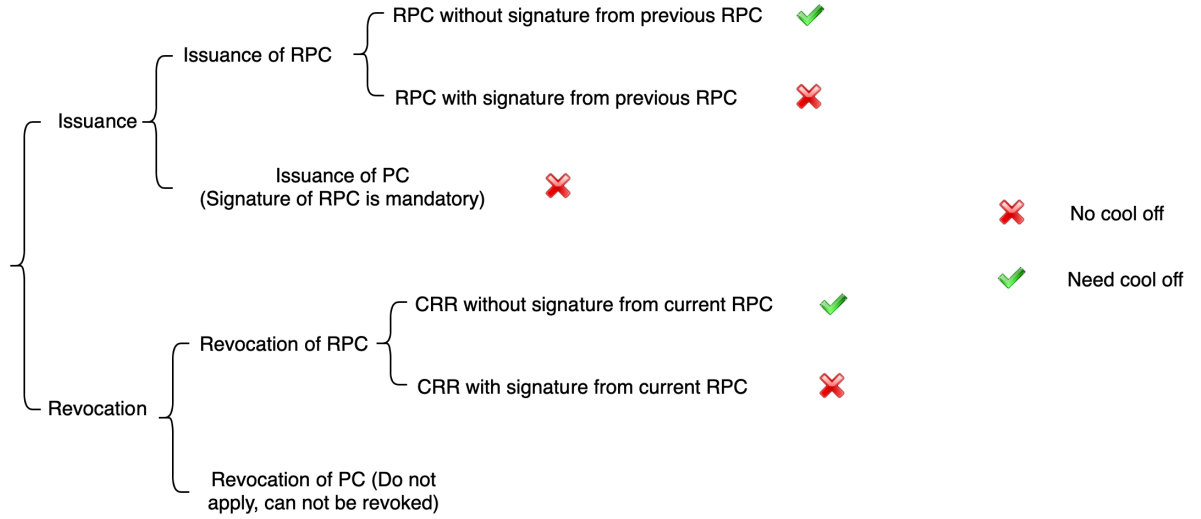 RPC without signature from previous RPC
Issuance of RPC
RPC with signature from previous RPC
Issuance
Issuance of PC
(Signature of RPC is mandatory)
No cool off
Need cool off
CRR without signature from current RPC
Revocation of RPC
CRR with signature from current RPC
Revocation
Revocation of PC (Do not
apply, can not be revoked)